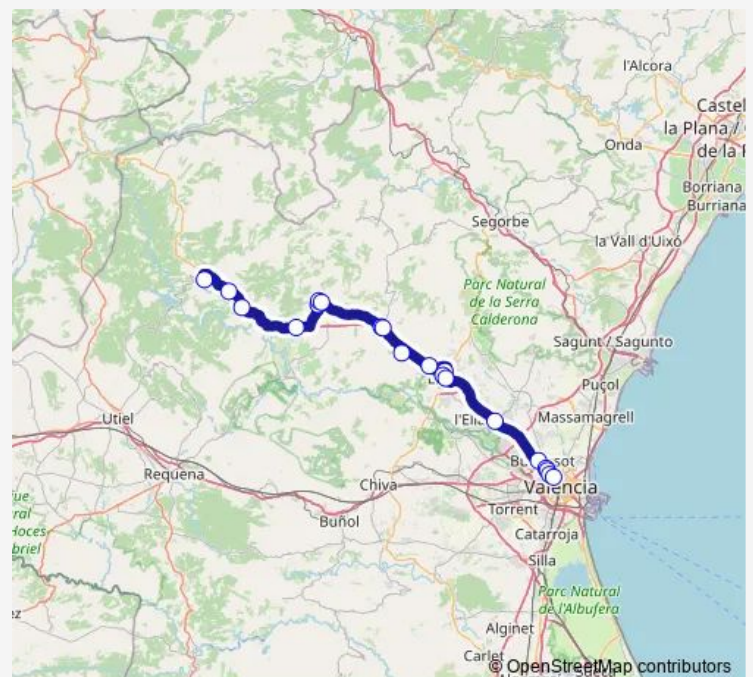 l'Alcora
Castel
la Plana /
de la P
Onda
Borriana
Burriana
Segorbe
la Vall d'Uixó
Parc Natural
de la Serra
Calderona
Sagunt / Sagunto
Puçol
Utiel
l'Elia
Massamagrell
Requena
Chiva
València
Torrent
Buñol
Catarroja
Silla
Parc Natural
de l'Albufera
Alginet
Carlet
© OpenStreetMap contributors